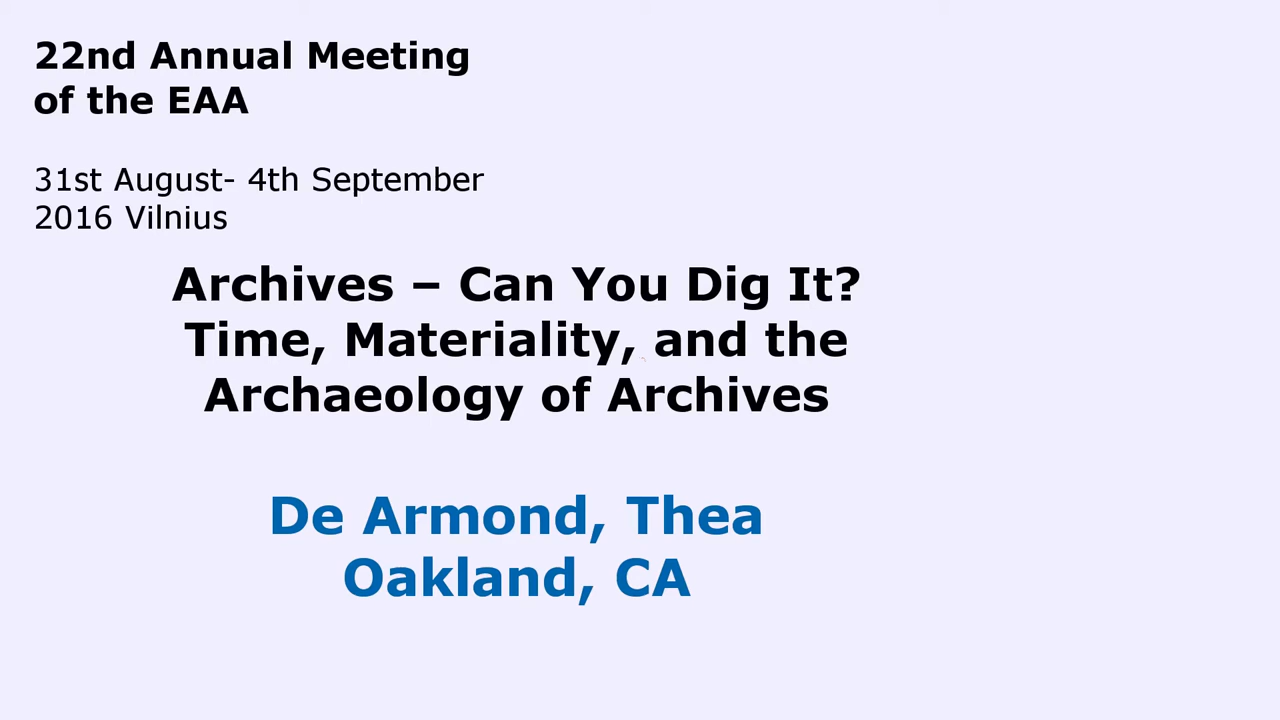 22nd Annual Meeting
of the EAA
31st August- 4th September
2016 Vilnius
Archives – Can You Dig It?
Time, Materiality, and the
Archaeology of Archives
De Armond, Thea
Oakland, CA